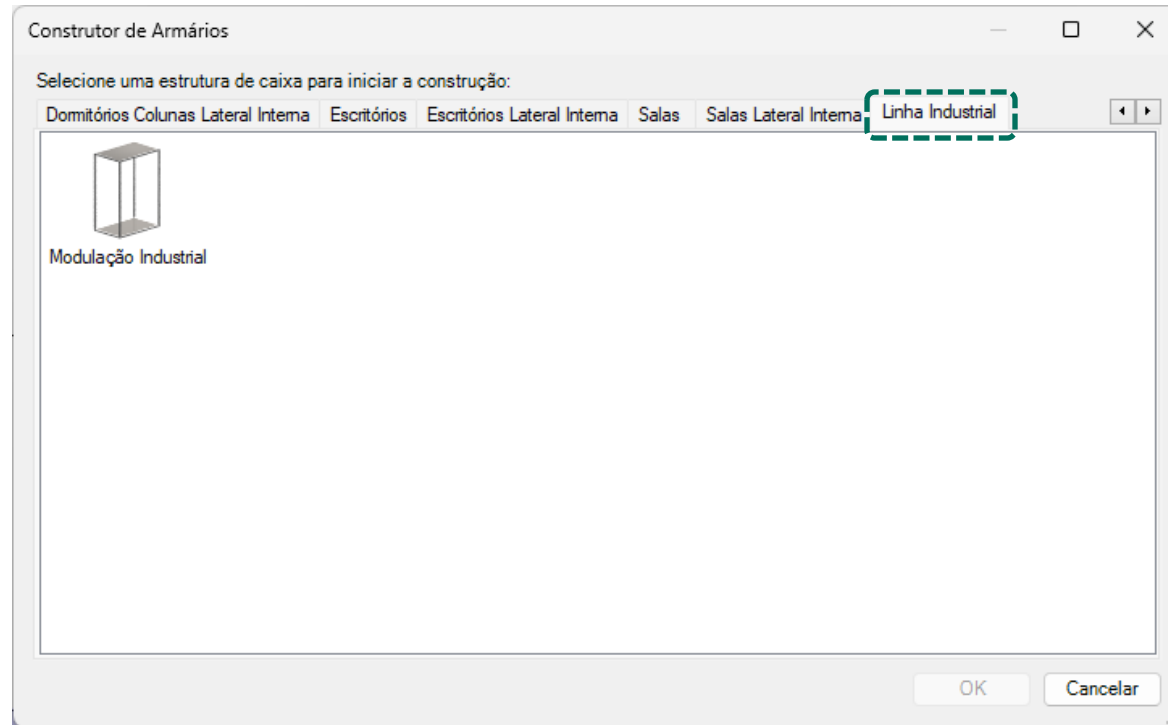 Construtor de Armários
Selecione uma estrutura de caixa para iniciar a construção:
Dormitórios Colunas Lateral Interna Escritórios Escritórios Lateral Interna Salas Salas Lateral Interna Linha Industrial
Modulação Industrial
OK Cancelar